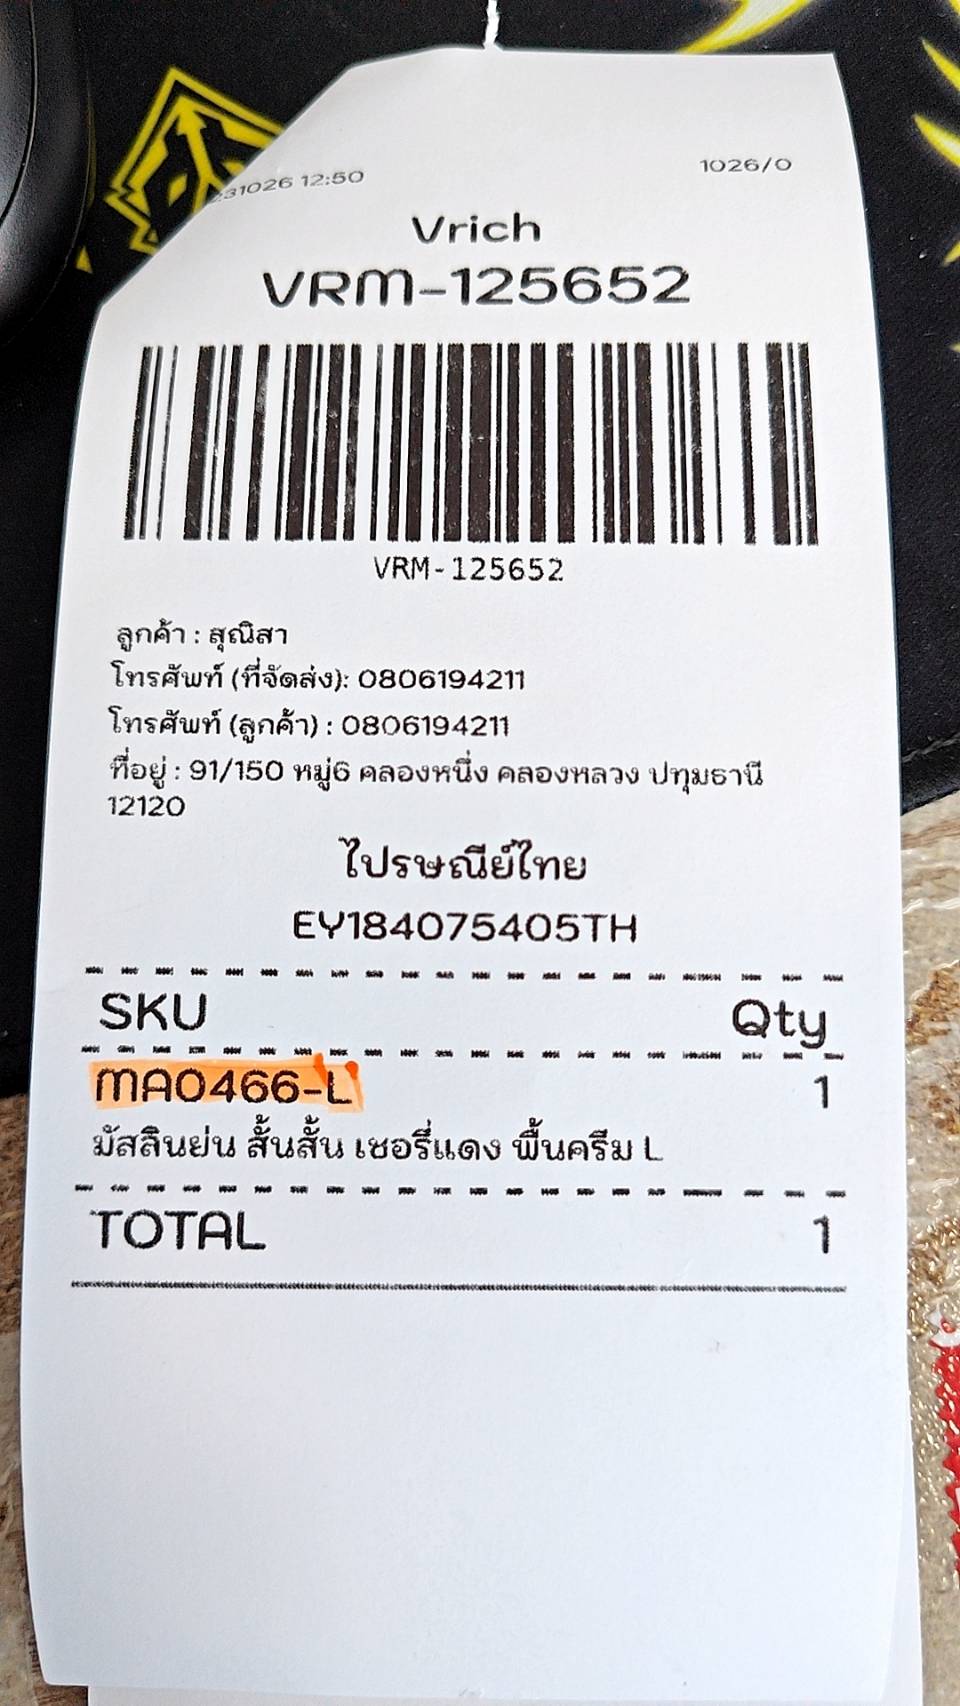 231026 12:50
1026/0
Vrich
VRM-125652
VRM-125652
ลูกค้า : สุณิสา
โทรศัพท์ (ที่จัดส่ง): 0806194211
โทรศัพท์ (ลูกค้า) : 0806194211
ที่อยู่ : 91/150 หมู่6 คลองหนึ่ง คลองหลวง ปทุมธานี
12120
ไปรษณีย์ไทย
EY184075405TH
SKU Qty
MA0466-L 1
มัสลินย่น สั้นสั้น เชอรี่แดง พื้นครีม L
TOTAL 1